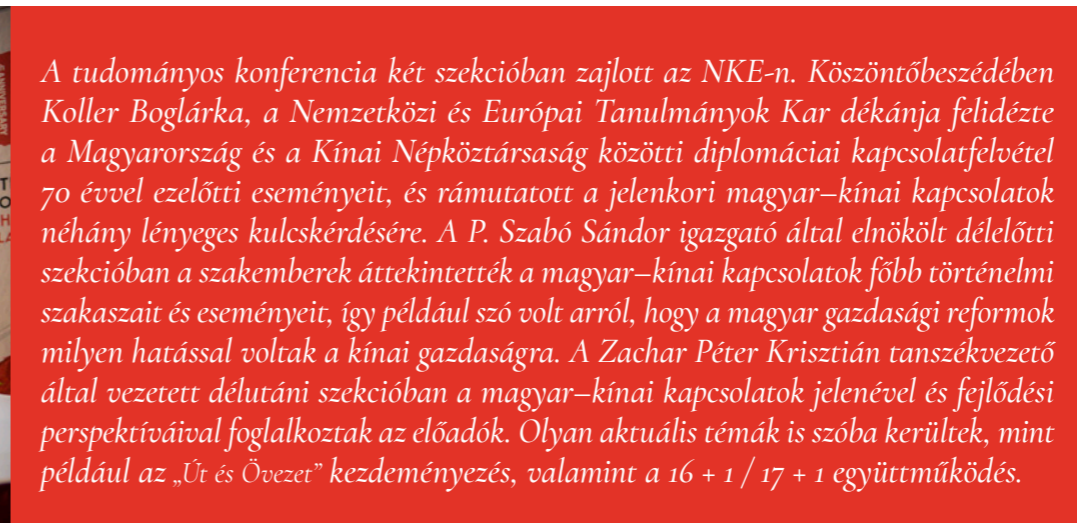 A tudományos konferencia két szekcióban zajlott az NKE-n. Köszöntőbeszédében
Koller Boglárka, a Nemzetközi és Európai Tanulmányok Kar dékánja felidézte
a Magyarország és a Kínai Népköztársaság közötti diplomáciai kapcsolatfelvétel
70 évvel ezelőtti eseményeit, és rámutatott a jelenkori magyar–kínai kapcsolatok
néhány lényeges kulcskérdésére. A P. Szabó Sándor igazgató által elnökölt délelőtti
szekcióban a szakemberek áttekintették a magyar–kínai kapcsolatok főbb történelmi
szakaszait és eseményeit, így például szó volt arról, hogy a magyar gazdasági reformok
milyen hatással voltak a kínai gazdaságra. A Zachar Péter Krisztián tanszékvezető
által vezetett délutáni szekcióban a magyar–kínai kapcsolatok jelenével és fejlődési
perspektíváival foglalkoztak az előadók. Olyan aktuális témák is szóba kerültek, mint
például az „Út és Övezet” kezdeményezés, valamint a 16 + 1 / 17 + 1 együttműködés.